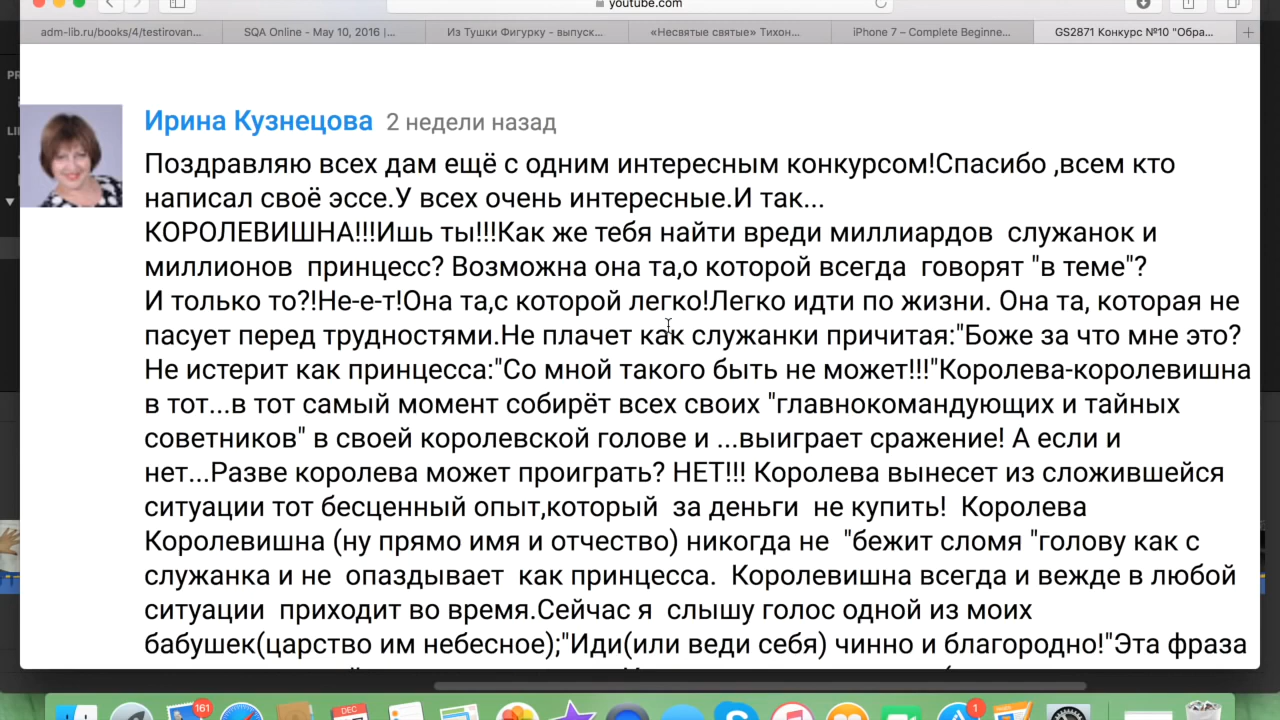 youtube.com
adm-lib.ru/books/4/testirovan...
SQA Online - May 10, 2016 |...
Из Тушки Фигурку - выпуск...
«Несвятые святые» Тихон...
iPhone 7 – Complete Beginne...
GS2871 Конкурс №10 "Обра...
Ирина Кузнецова 2 недели назад
Поздравляю всех дам ещё с одним интересным конкурсом!Спасибо ,всем кто
написал своё эссе.У всех очень интересные.И так...
КОРОЛЕВИШНА!!!Ишь ты!!!Как же тебя найти вреди миллиардов служанок и
миллионов принцесс? Возможна она та,о которой всегда говорят "в теме"?
И только то?!Не-е-т!Она та,с которой легко!Легко идти по жизни. Она та, которая не
пасует перед трудностями.Не плачет как служанки причитая:"Боже за что мне это?
Не истерит как принцесса:"Со мной такого быть не может!!!"Королева-королевишна
в тот...в тот самый момент собирёт всех своих "главнокомандующих и тайных
советников" в своей королевской голове и ...выиграет сражение! А если и
нет...Разве королева может проиграть? НЕТ!!! Королева вынесет из сложившейся
ситуации тот бесценный опыт,который за деньги не купить! Королева
Королевишна (ну прямо имя и отчество) никогда не "бежит сломя "голову как с
служанка и не опаздывает как принцесса. Королевишна всегда и вежде в любой
ситуации приходит во время.Сейчас я слышу голос одной из моих
бабушек(царство им небесное);"Иди(или веди себя) чинно и благородно!"Эта фраза
161
DEC
1